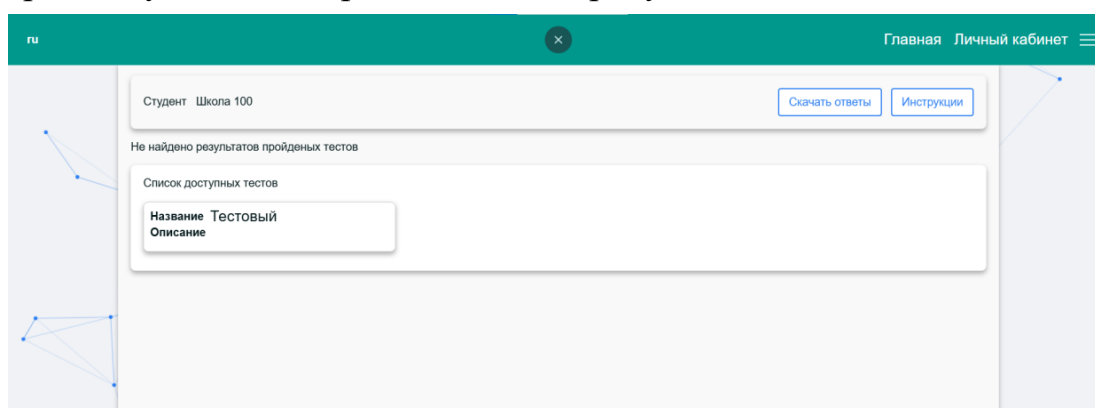 ru
Главная Личный кабинет
Студент Школа 100
Скачать ответы Инструкции
Не найдено результатов пройденых тестов
Список доступных тестов
Название Тестовый
Описание